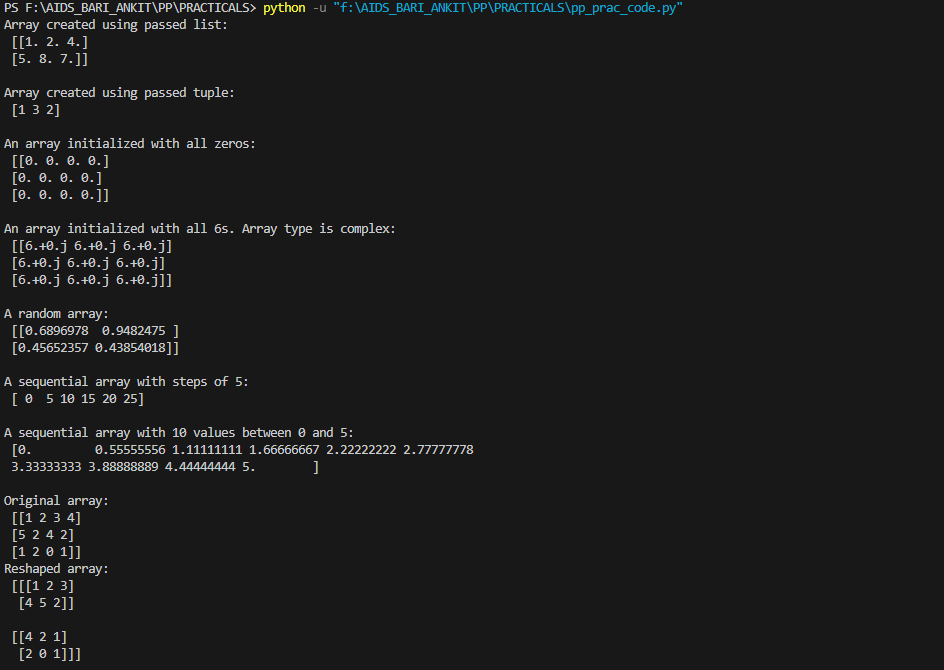 PS F:\AIDS_BARI_ANKIT\PP\PRACTICALS> python -u "f:\AIDS_BARI_ANKIT\PP\PRACTICALS\pp_prac_code.py"
Array created using passed list:
 [[1. 2. 4.]
 [5. 8. 7.]]

Array created using passed tuple:
 [1 3 2]

An array initialized with all zeros:
 [[0. 0. 0. 0.]
 [0. 0. 0. 0.]
 [0. 0. 0. 0.]]

An array initialized with all 6s. Array type is complex:
 [[6.+0.j 6.+0.j 6.+0.j]
 [6.+0.j 6.+0.j 6.+0.j]
 [6.+0.j 6.+0.j 6.+0.j]]

A random array:
 [[0.6896978  0.9482475 ]
 [0.45652357 0.43854018]]

A sequential array with steps of 5:
 [ 0  5 10 15 20 25]

A sequential array with 10 values between 0 and 5:
 [0.         0.55555556 1.11111111 1.66666667 2.22222222 2.77777778
 3.33333333 3.88888889 4.44444444 5.        ]

Original array:
 [[1 2 3 4]
 [5 2 4 2]
 [1 2 0 1]]
Reshaped array:
 [[[1 2 3]
  [4 5 2]]

 [[4 2 1]
  [2 0 1]]]